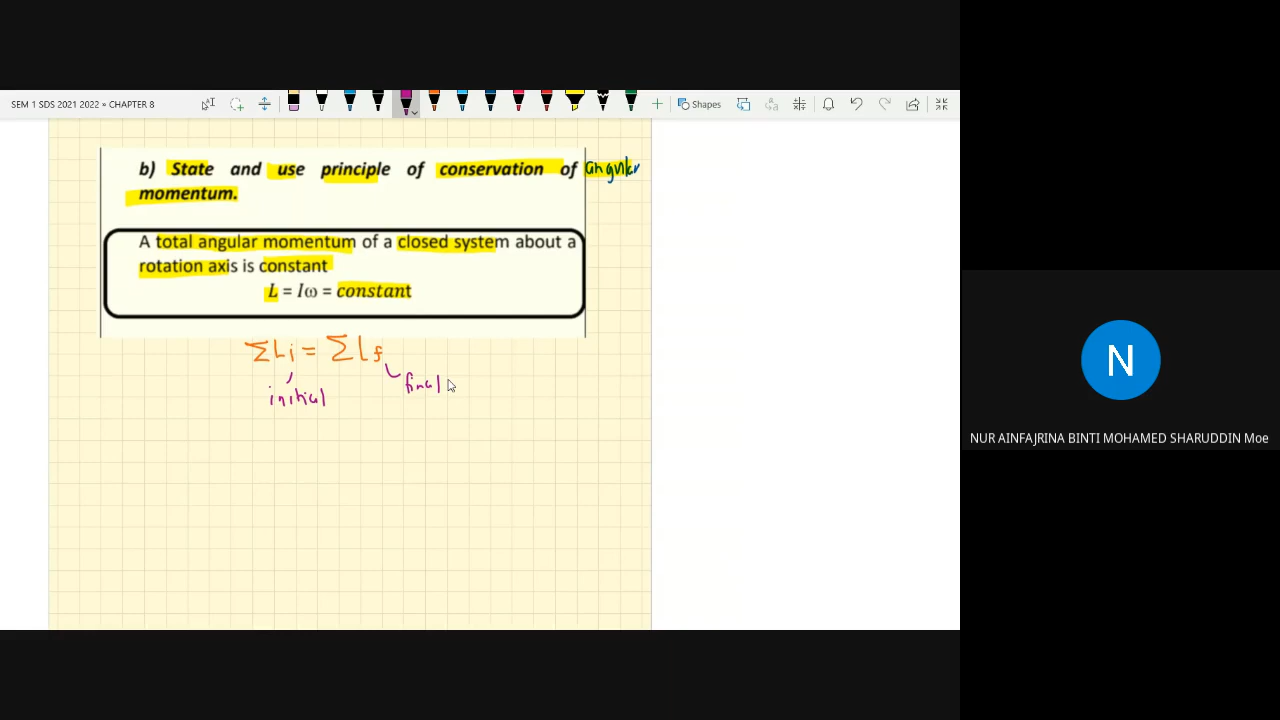 SEM 1 SDS 2021 2022 » CHAPTER 8
Shapes
b) State and use principle of conservation of angular
momentum.
A total angular momentum of a closed system about a
rotation axis is constant
L = Iω = constant
ΣLi = ΣLf
initial
final
N
NUR AINFAJRINA BINTI MOHAMED SHARUDDIN Moe